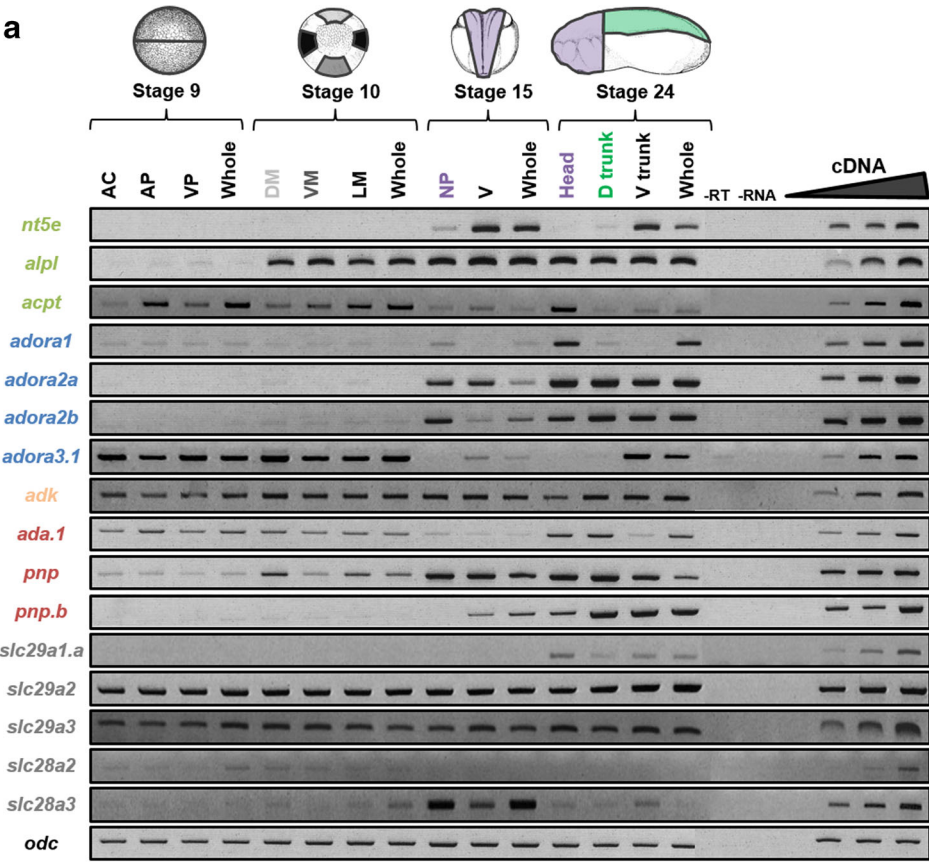 a
Stage 9 Stage 10 Stage 15 Stage 24
AC AP VP Whole DM VM LM Whole NP V Whole Head D trunk V trunk Whole -RT -RNA cDNA
nt5e
alpl
acpt
adora1
adora2a
adora2b
adora3.1
adk
ada.1
pnp
pnp.b
slc29a1.a
slc29a2
slc29a3
slc28a2
slc28a3
odc